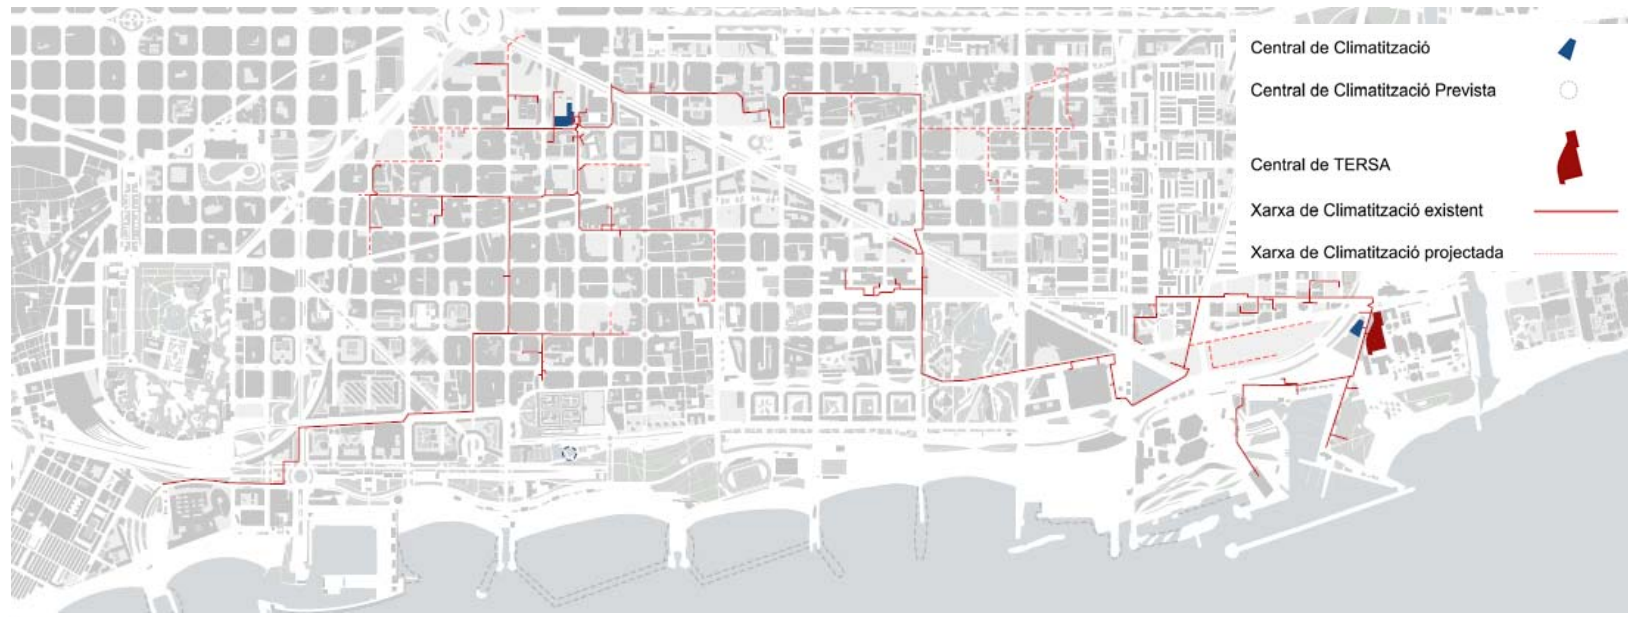 Central de Climatització
Central de Climatització Prevista
Central de TERSA
Xarxa de Climatització existent
Xarxa de Climatització projectada